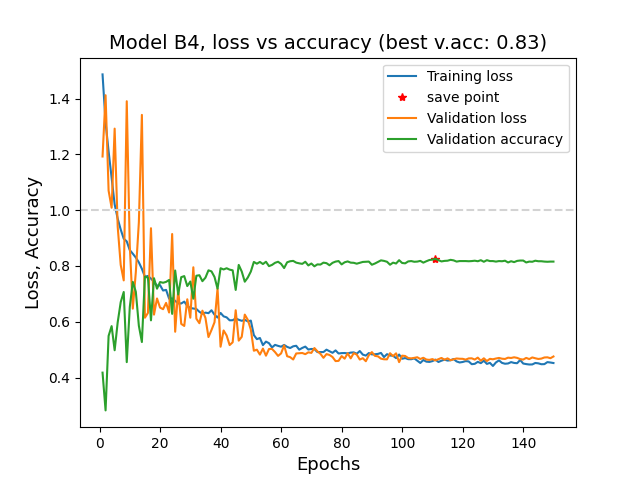 Model B4, loss vs accuracy (best v.acc: 0.83)
Training loss
save point
Validation loss
Validation accuracy
Loss, Accuracy
1.4
1.2
1.0
0.8
0.6
0.4
0
20
40
60
80
100
120
140
Epochs